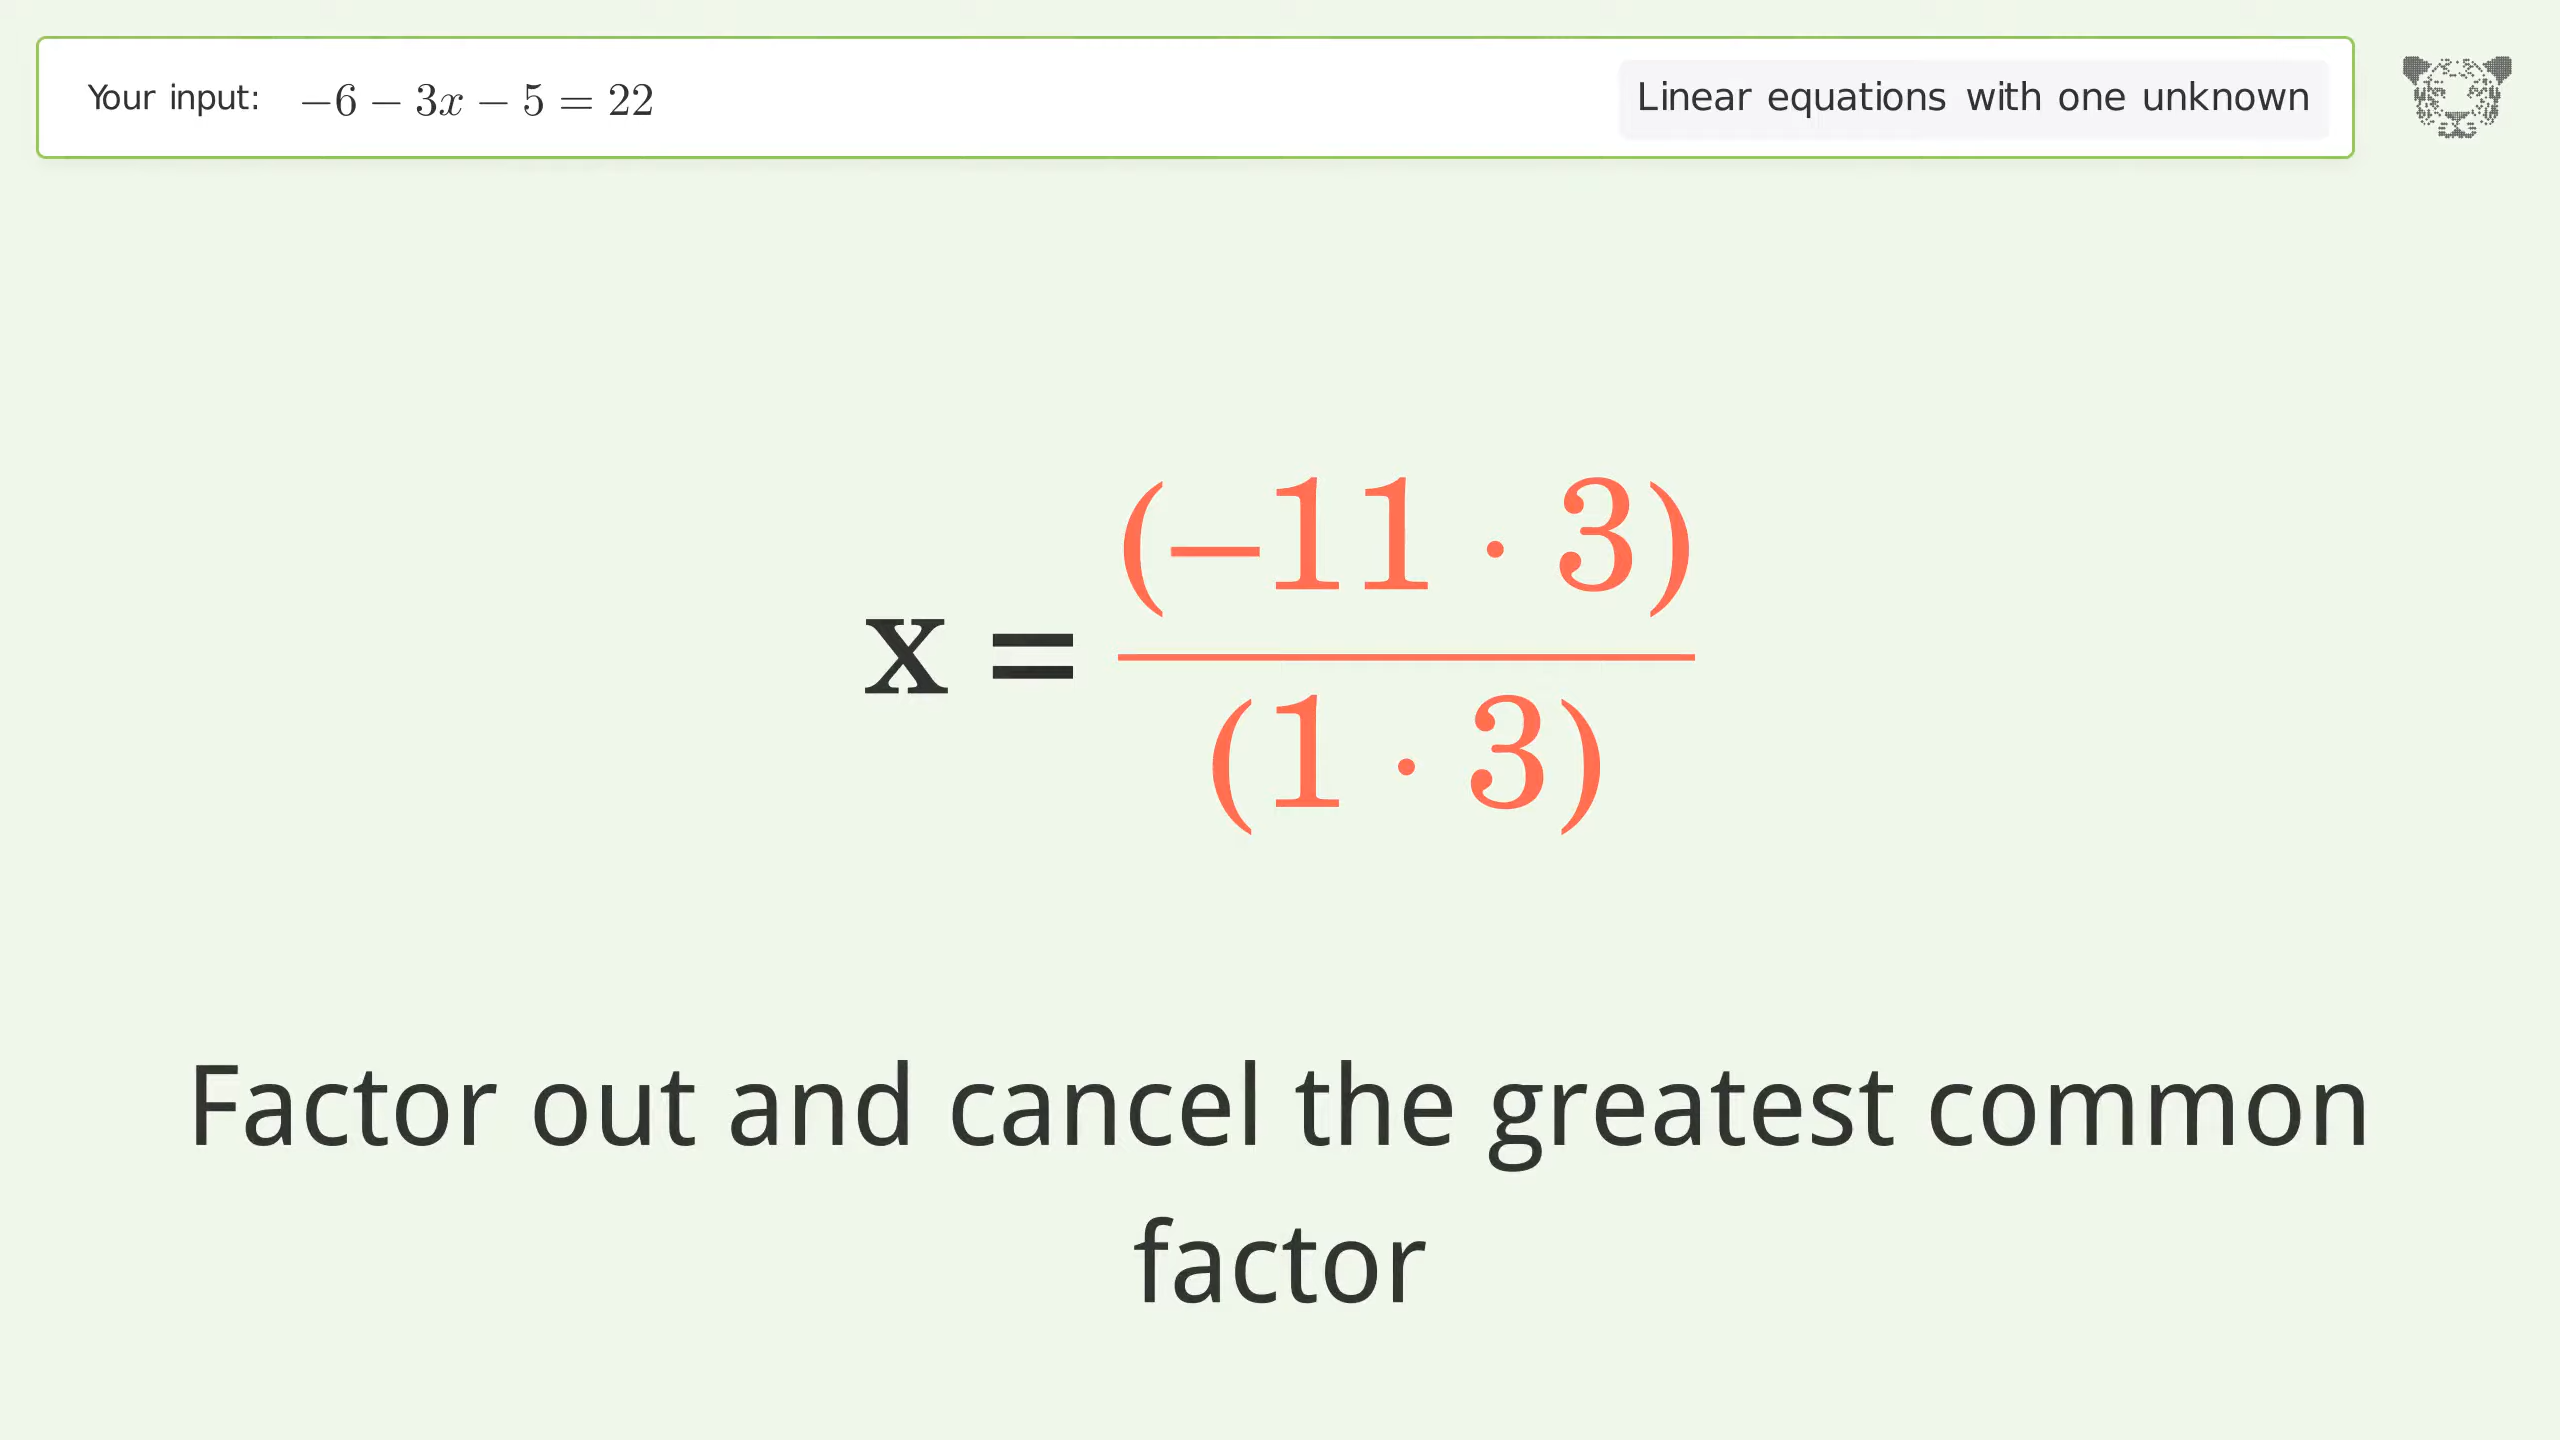 Your input: −6 − 3x − 5 = 22
Linear equations with one unknown
x = (−11 · 3) / (1 · 3)
Factor out and cancel the greatest common
factor